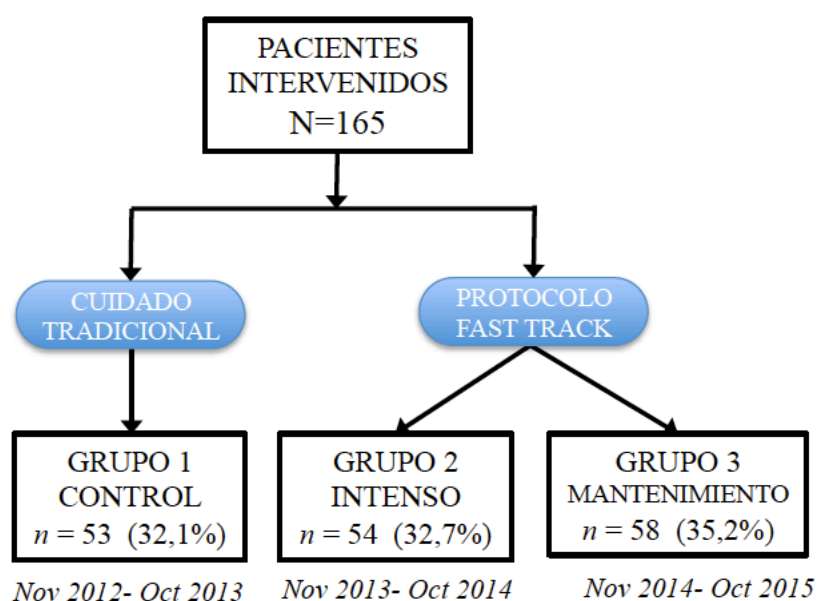 PACIENTES
INTERVENIDOS
N=165
CUIDADO
TRADICIONAL
PROTOCOLO
FAST TRACK
GRUPO 1
CONTROL
n = 53 (32,1%)
Nov 2012- Oct 2013
GRUPO 2
INTENSO
n = 54 (32,7%)
Nov 2013- Oct 2014
GRUPO 3
MANTENIMIENTO
n = 58 (35,2%)
Nov 2014- Oct 2015